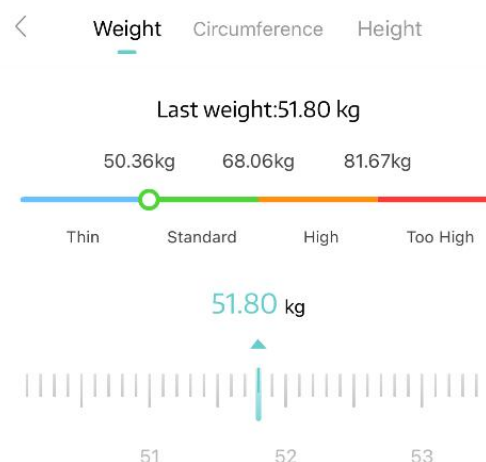 Weight Circumference Height
Last weight:51.80 kg
50.36kg 68.06kg 81.67kg
Thin Standard High Too High
51.80 kg
51 52 53